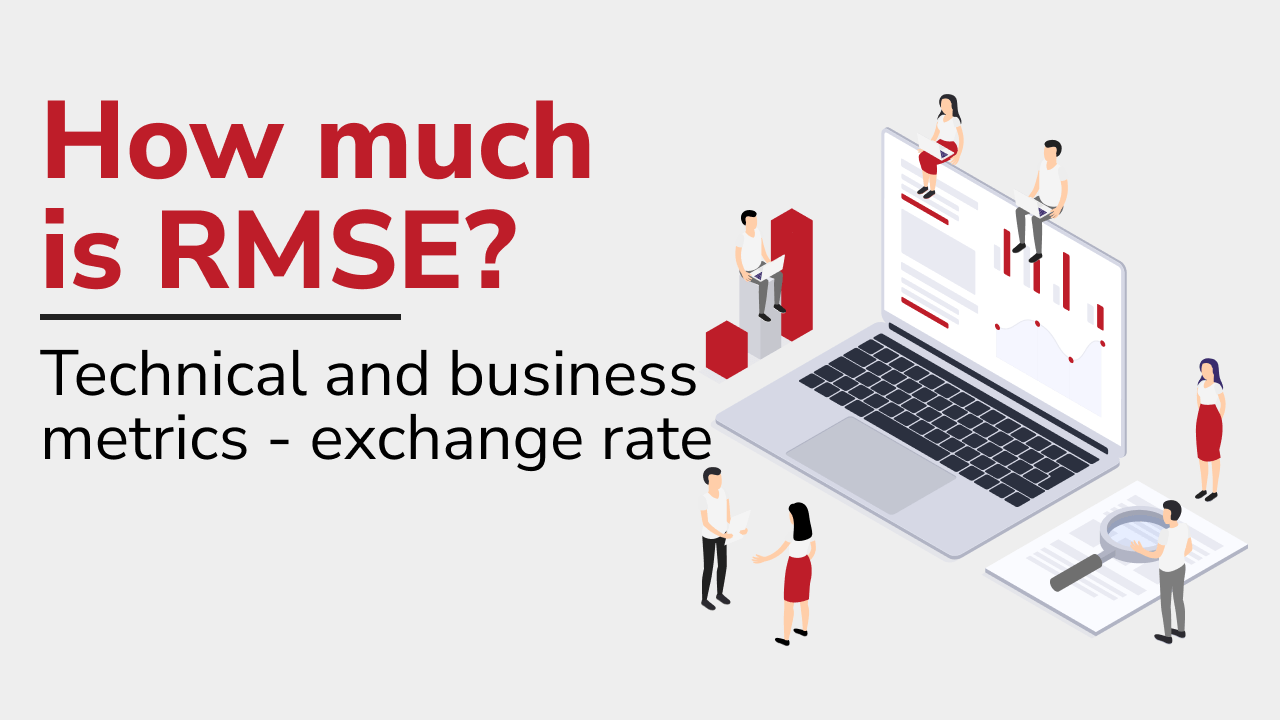 How much
is RMSE?
Technical and business
metrics - exchange rate